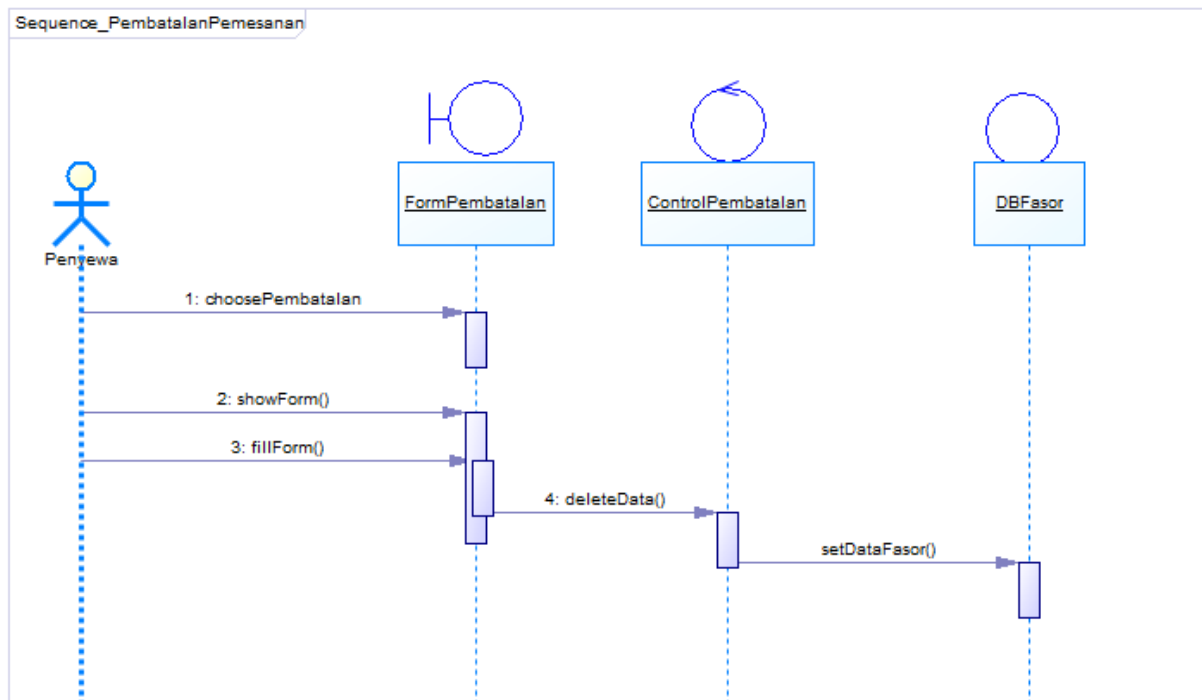 Sequence_PembatalanPemesanan
FormPembatalan
ControlPembatalan
DBFasor
Penyewa
1: choosePembatalan
2: showForm()
3: fillForm()
4: deleteData()
setDataFasor()